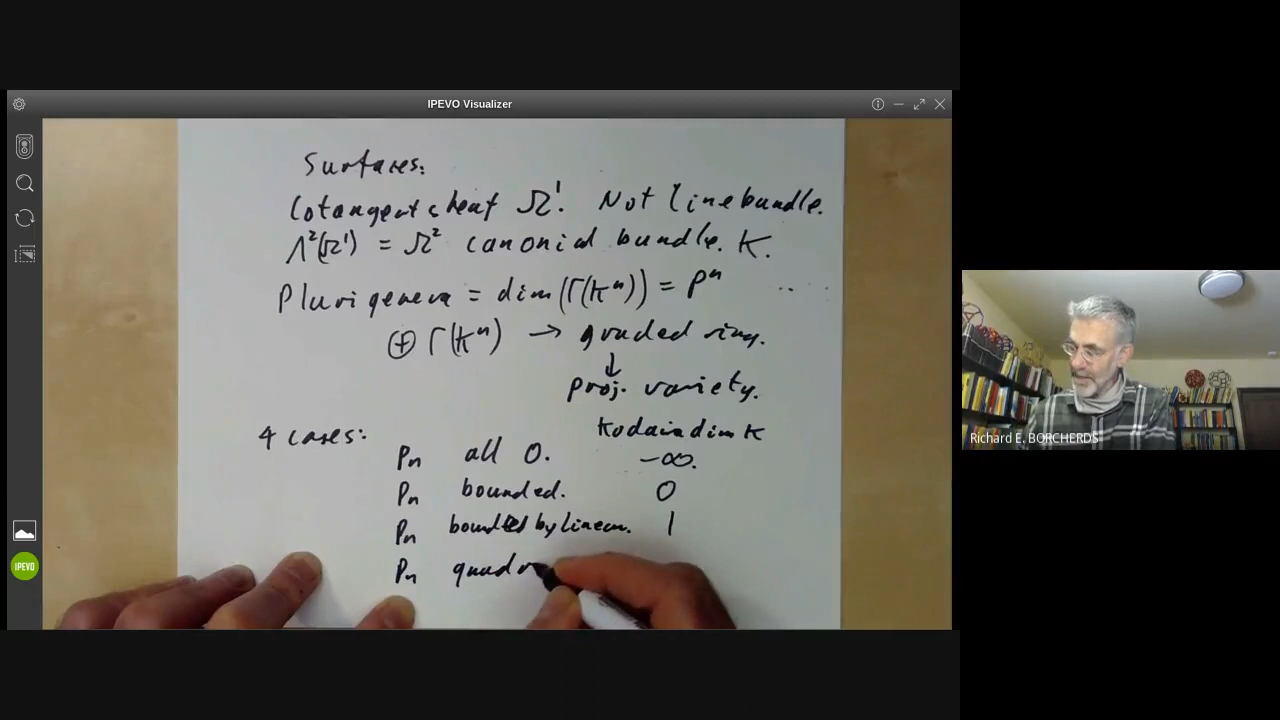 IPEVO Visualizer
Surfaces:
Cotangent sheaf Ω¹. Not line bundle.
Λ²(Ω¹) = Ω² canonial bundle. K.
Plurigenera = dim(Γ(Kⁿ)) = Pⁿ
⊕ Γ(Kⁿ) → graded ring.
↓
Proj. variety.
4 cases:
Kodaira dim K
Pn all 0. -∞.
Pn bounded. 0
Pn bounded by linear. 1
Pn quadr
Richard E. BORCHERDS
IPEVO